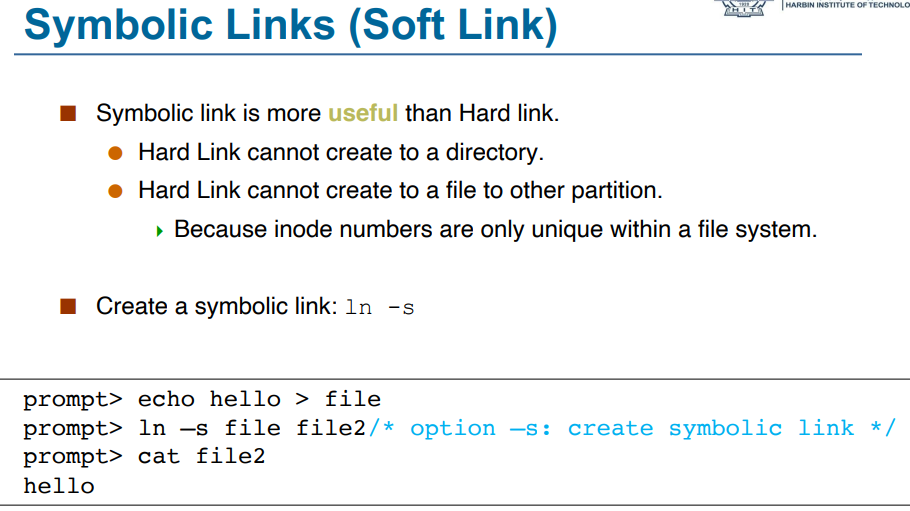 Symbolic Links (Soft Link)
HARBIN INSTITUTE OF TECHNOLO
1920
H I T
Symbolic link is more useful than Hard link.
Hard Link cannot create to a directory.
Hard Link cannot create to a file to other partition.
Because inode numbers are only unique within a file system.
Create a symbolic link: ln -s
prompt> echo hello > file
prompt> ln –s file file2/* option –s: create symbolic link */
prompt> cat file2
hello